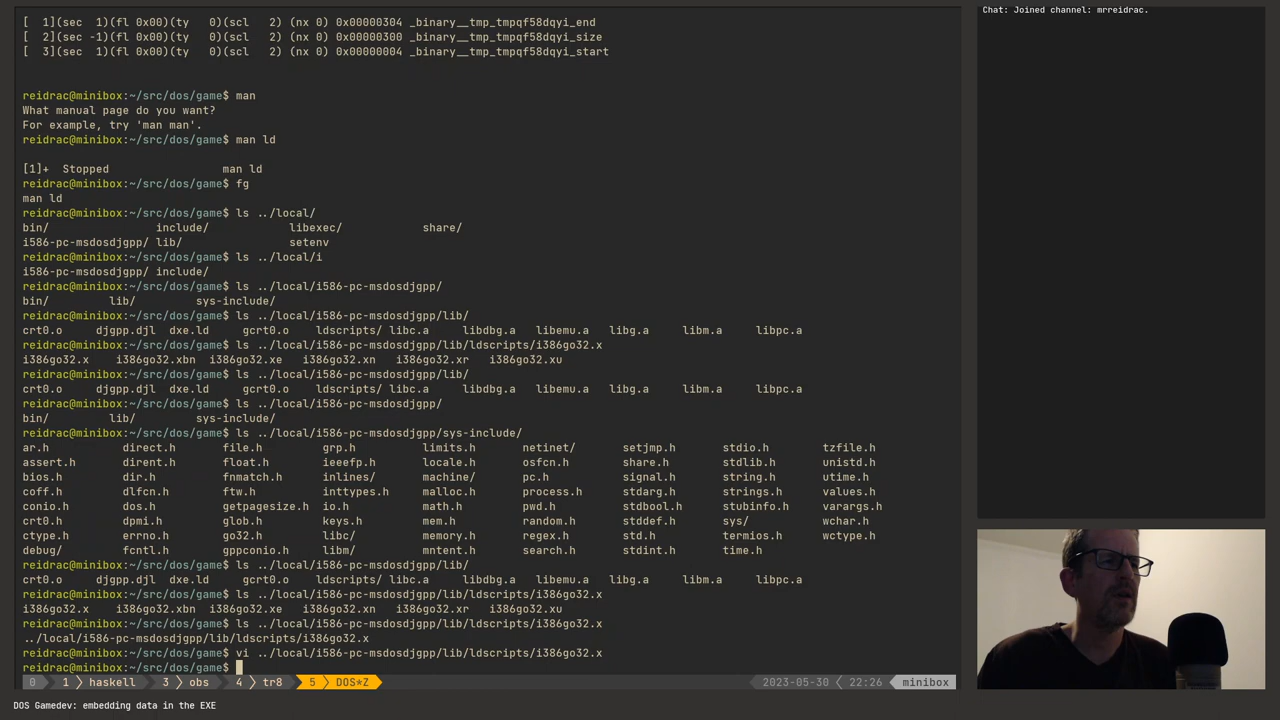 [  1](sec  1)(fl 0x00)(ty   0)(scl   2) (nx 0) 0x00000304 _binary__tmp_tmpqf58dqyi_end
[  2](sec -1)(fl 0x00)(ty   0)(scl   2) (nx 0) 0x00000300 _binary__tmp_tmpqf58dqyi_size
[  3](sec  1)(fl 0x00)(ty   0)(scl   2) (nx 0) 0x00000004 _binary__tmp_tmpqf58dqyi_start
reidrac@minibox:~/src/dos/game$ man
What manual page do you want?
For example, try 'man man'.
reidrac@minibox:~/src/dos/game$ man ld
[1]+  Stopped                 man ld
reidrac@minibox:~/src/dos/game$ fg
man ld
reidrac@minibox:~/src/dos/game$ ls ../local/
bin/                include/            libexec/            share/
i586-pc-msdosdjgpp/ lib/                setenv
reidrac@minibox:~/src/dos/game$ ls ../local/i
i586-pc-msdosdjgpp/ include/
reidrac@minibox:~/src/dos/game$ ls ../local/i586-pc-msdosdjgpp/
bin/         lib/         sys-include/
reidrac@minibox:~/src/dos/game$ ls ../local/i586-pc-msdosdjgpp/lib/
crt0.o     djgpp.djl  dxe.ld     gcrt0.o    ldscripts/ libc.a     libdbg.a   libemu.a   libg.a     libm.a     libpc.a
reidrac@minibox:~/src/dos/game$ ls ../local/i586-pc-msdosdjgpp/lib/ldscripts/i386go32.x
i386go32.x    i386go32.xbn  i386go32.xe   i386go32.xn   i386go32.xr   i386go32.xu
reidrac@minibox:~/src/dos/game$ ls ../local/i586-pc-msdosdjgpp/lib/
crt0.o     djgpp.djl  dxe.ld     gcrt0.o    ldscripts/ libc.a     libdbg.a   libemu.a   libg.a     libm.a     libpc.a
reidrac@minibox:~/src/dos/game$ ls ../local/i586-pc-msdosdjgpp/
bin/         lib/         sys-include/
reidrac@minibox:~/src/dos/game$ ls ../local/i586-pc-msdosdjgpp/sys-include/
ar.h           direct.h       file.h         grp.h          limits.h       netinet/       setjmp.h       stdio.h        tzfile.h
assert.h       dirent.h       float.h        ieeefp.h       locale.h       osfcn.h        share.h        stdlib.h       unistd.h
bios.h         dir.h          fnmatch.h      inlines/       machine/       pc.h           signal.h       string.h       utime.h
coff.h         dlfcn.h        ftw.h          inttypes.h     malloc.h       process.h      stdarg.h       strings.h      values.h
conio.h        dos.h          getpagesize.h  io.h           math.h         pwd.h          stdbool.h      stubinfo.h     varargs.h
crt0.h         dpmi.h         glob.h         keys.h         mem.h          random.h       stddef.h       sys/           wchar.h
ctype.h        errno.h        go32.h         libc/          memory.h       regex.h        std.h          termios.h      wctype.h
debug/         fcntl.h        gppconio.h     libm/          mntent.h       search.h       stdint.h       time.h
reidrac@minibox:~/src/dos/game$ ls ../local/i586-pc-msdosdjgpp/lib/
crt0.o     djgpp.djl  dxe.ld     gcrt0.o    ldscripts/ libc.a     libdbg.a   libemu.a   libg.a     libm.a     libpc.a
reidrac@minibox:~/src/dos/game$ ls ../local/i586-pc-msdosdjgpp/lib/ldscripts/i386go32.x
i386go32.x    i386go32.xbn  i386go32.xe   i386go32.xn   i386go32.xr   i386go32.xu
reidrac@minibox:~/src/dos/game$ ls ../local/i586-pc-msdosdjgpp/lib/ldscripts/i386go32.x
../local/i586-pc-msdosdjgpp/lib/ldscripts/i386go32.x
reidrac@minibox:~/src/dos/game$ vi ../local/i586-pc-msdosdjgpp/lib/ldscripts/i386go32.x
reidrac@minibox:~/src/dos/game$
0 1 haskell 3 obs 4 tr8 5 DOS*Z 2023-05-30 22:26 minibox
DOS Gamedev: embedding data in the EXE
Chat: Joined channel: mrreidrac.